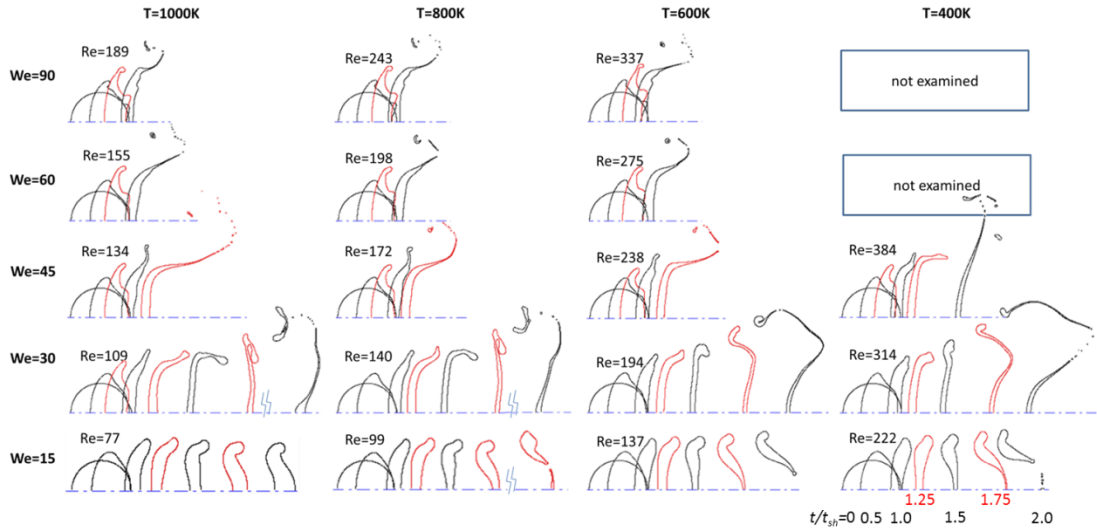 T=1000K T=800K T=600K T=400K
We=90 Re=189 Re=243 Re=337 not examined
We=60 Re=155 Re=198 Re=275 not examined
We=45 Re=134 Re=172 Re=238 Re=384
We=30 Re=109 Re=140 Re=194 Re=314
We=15 Re=77 Re=99 Re=137 Re=222
1.25 1.75
t/tsh=0 0.5 1.0 1.5 2.0